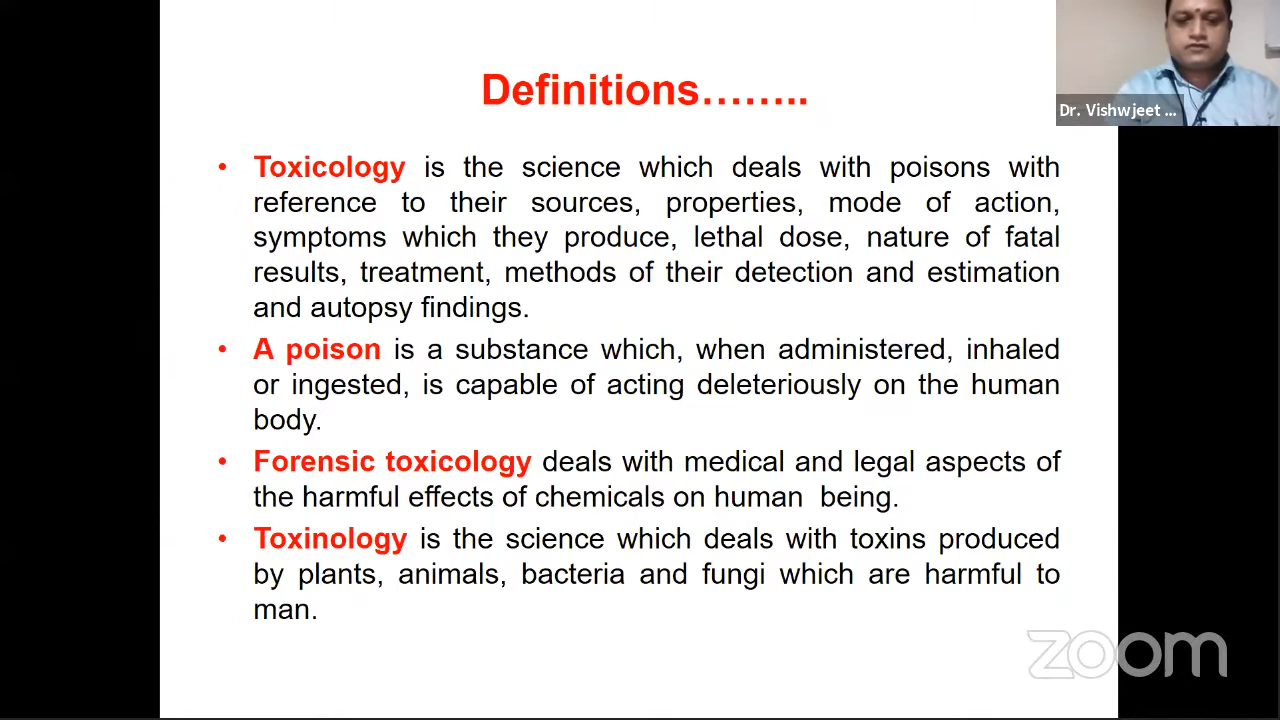 Definitions……..
Dr. Vishwjeet ...
• Toxicology is the science which deals with poisons with
reference to their sources, properties, mode of action,
symptoms which they produce, lethal dose, nature of fatal
results, treatment, methods of their detection and estimation
and autopsy findings.
• A poison is a substance which, when administered, inhaled
or ingested, is capable of acting deleteriously on the human
body.
• Forensic toxicology deals with medical and legal aspects of
the harmful effects of chemicals on human being.
• Toxinology is the science which deals with toxins produced
by plants, animals, bacteria and fungi which are harmful to
man.
zoom